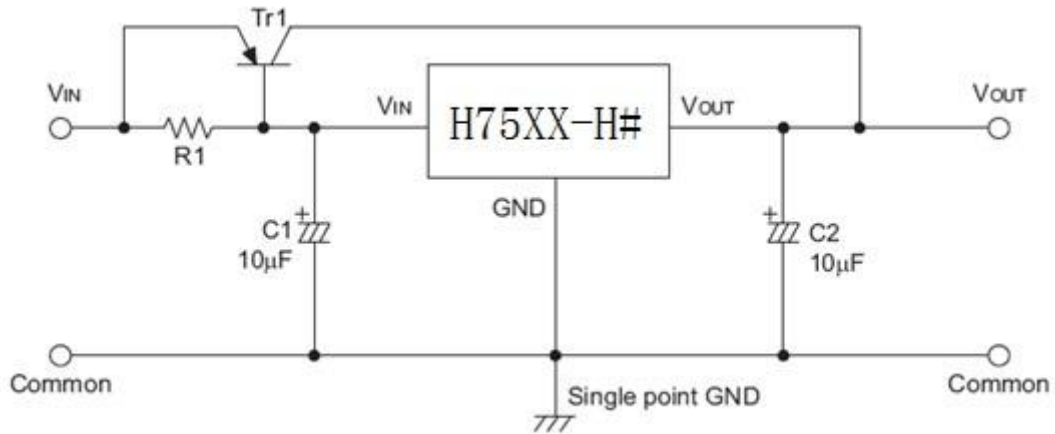 Tr1
VIN
R1
VIN
H75XX-H#
VOUT
VOUT
GND
+
C1
10μF
+
C2
10μF
Common
Single point GND
Common